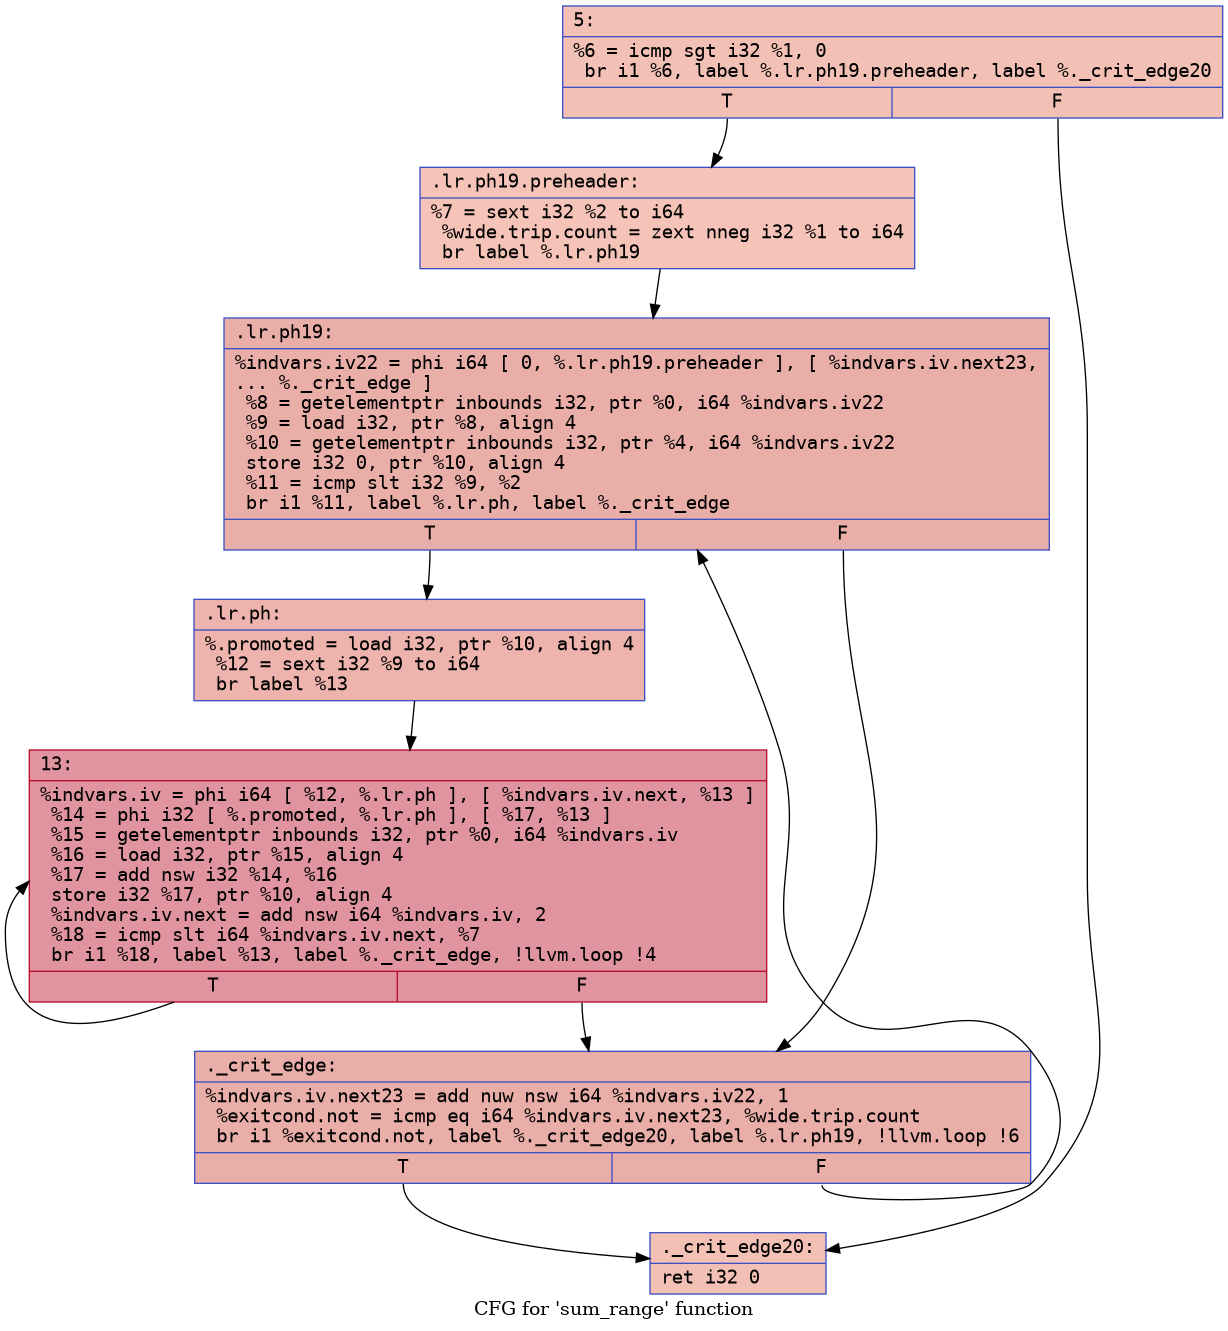 5:
%6 = icmp sgt i32 %1, 0
br i1 %6, label %.lr.ph19.preheader, label %._crit_edge20
T F
.lr.ph19.preheader:
%7 = sext i32 %2 to i64
%wide.trip.count = zext nneg i32 %1 to i64
br label %.lr.ph19
.lr.ph19:
%indvars.iv22 = phi i64 [ 0, %.lr.ph19.preheader ], [ %indvars.iv.next23,
... %._crit_edge ]
%8 = getelementptr inbounds i32, ptr %0, i64 %indvars.iv22
%9 = load i32, ptr %8, align 4
%10 = getelementptr inbounds i32, ptr %4, i64 %indvars.iv22
store i32 0, ptr %10, align 4
%11 = icmp slt i32 %9, %2
br i1 %11, label %.lr.ph, label %._crit_edge
T F
.lr.ph:
%.promoted = load i32, ptr %10, align 4
%12 = sext i32 %9 to i64
br label %13
13:
%indvars.iv = phi i64 [ %12, %.lr.ph ], [ %indvars.iv.next, %13 ]
%14 = phi i32 [ %.promoted, %.lr.ph ], [ %17, %13 ]
%15 = getelementptr inbounds i32, ptr %0, i64 %indvars.iv
%16 = load i32, ptr %15, align 4
%17 = add nsw i32 %14, %16
store i32 %17, ptr %10, align 4
%indvars.iv.next = add nsw i64 %indvars.iv, 2
%18 = icmp slt i64 %indvars.iv.next, %7
br i1 %18, label %13, label %._crit_edge, !llvm.loop !4
T F
._crit_edge:
%indvars.iv.next23 = add nuw nsw i64 %indvars.iv22, 1
%exitcond.not = icmp eq i64 %indvars.iv.next23, %wide.trip.count
br i1 %exitcond.not, label %._crit_edge20, label %.lr.ph19, !llvm.loop !6
T F
._crit_edge20:
ret i32 0
CFG for 'sum_range' function